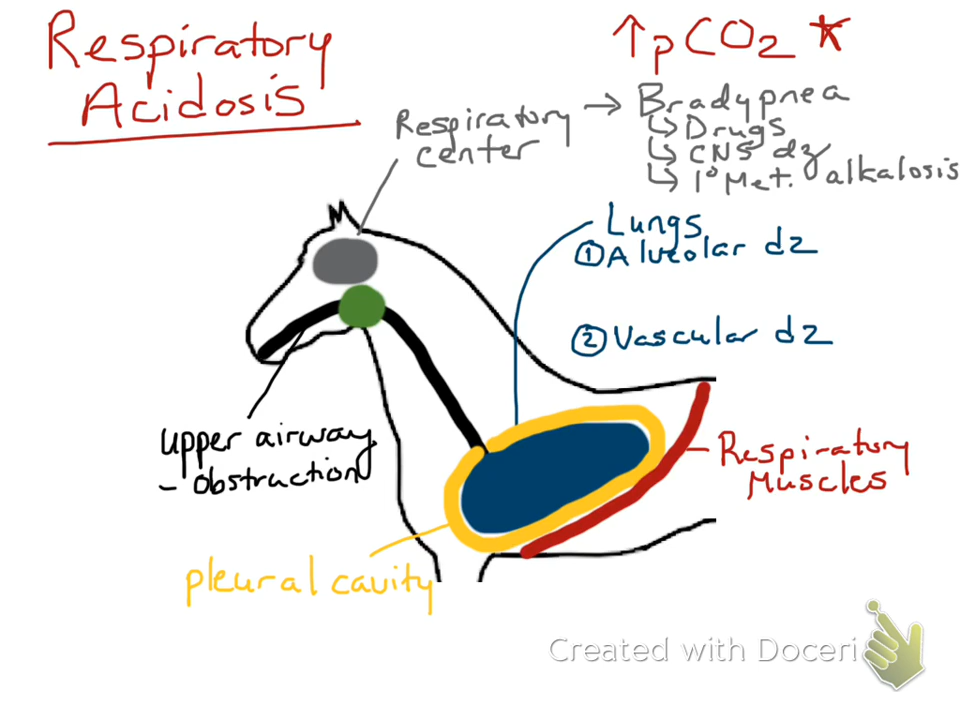 Respiratory
Acidosis
↑pCO2 *
Respiratory
center
→ Bradypnea
↳ Drugs
↳ CNS dz
↳ 1° Met. alkalosis
Lungs
① Alveolar dz
② Vascular dz
upper airway
- obstruction
Respiratory
Muscles
pleural cavity
Created with Doceri